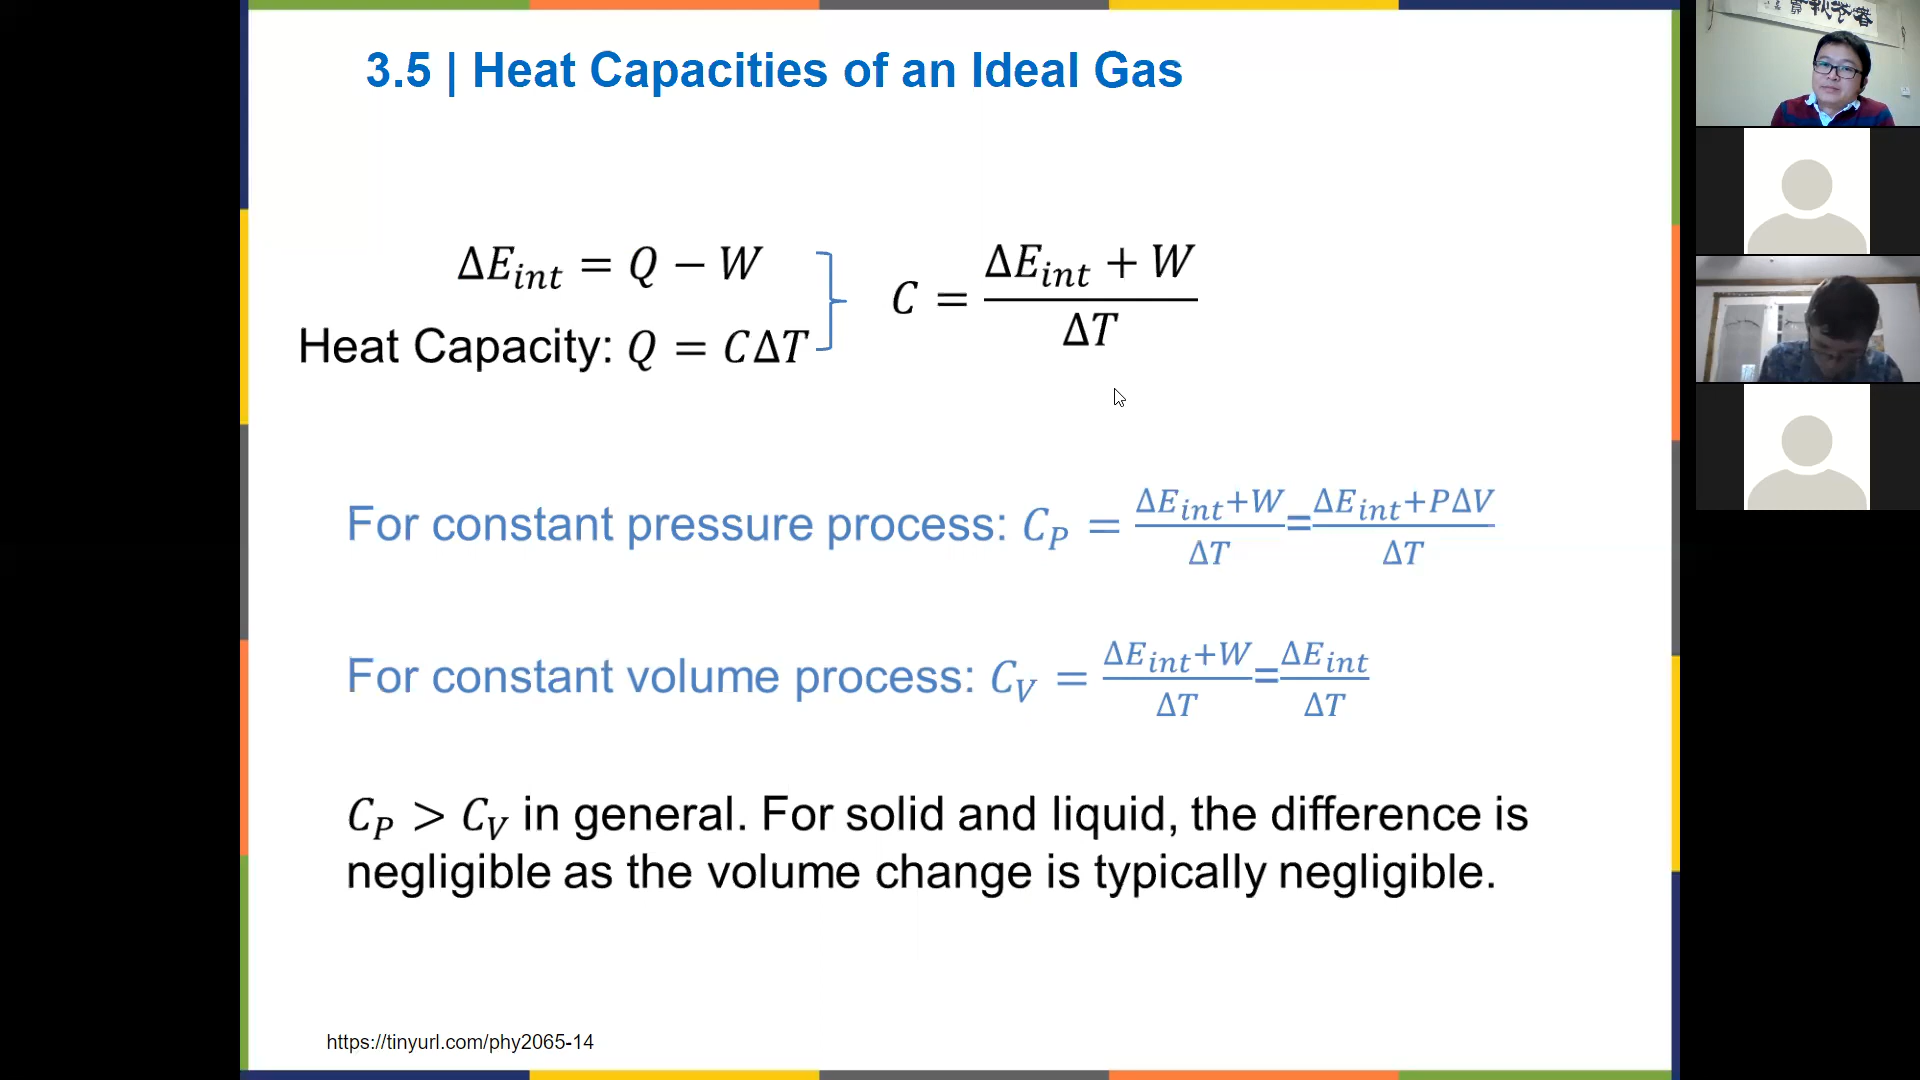 3.5 | Heat Capacities of an Ideal Gas
ΔE_int = Q − W
Heat Capacity: Q = CΔT
C = (ΔE_int + W) / ΔT
For constant pressure process: C_P = (ΔE_int+W)/ΔT=(ΔE_int+PΔV)/ΔT
For constant volume process: C_V = (ΔE_int+W)/ΔT=ΔE_int/ΔT
C_P > C_V in general. For solid and liquid, the difference is
negligible as the volume change is typically negligible.
https://tinyurl.com/phy2065-14